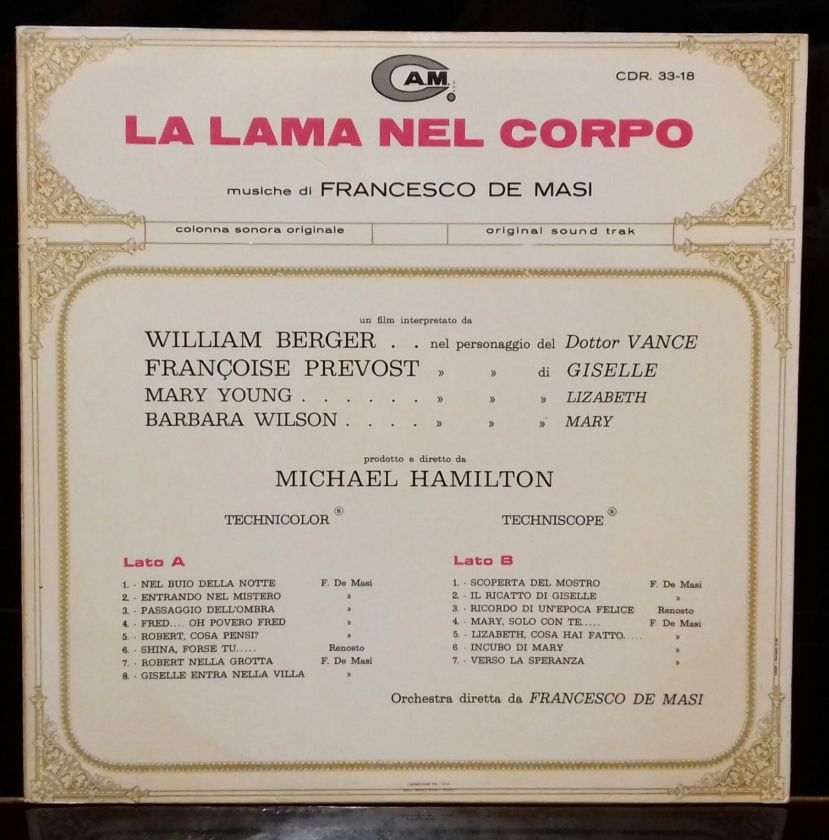 CAM
CDR. 33-18
LA LAMA NEL CORPO
musiche di FRANCESCO DE MASI
colonna sonora originale original sound trak
un film interpretato da
WILLIAM BERGER . . nel personaggio del Dottor VANCE
FRANÇOISE PREVOST » » di GISELLE
MARY YOUNG . . . . . . » » » LIZABETH
BARBARA WILSON . . . . » » » MARY
prodotto e diretto da
MICHAEL HAMILTON
TECHNICOLOR ® TECHNISCOPE ®
Lato A
1. - NEL BUIO DELLA NOTTE F. De Masi
2. - ENTRANDO NEL MISTERO »
3. - PASSAGGIO DELL'OMBRA »
4. - FRED.... OH POVERO FRED »
5. - ROBERT, COSA PENSI? »
6. - SHINA, FORSE TU..... Renosto
7. - ROBERT NELLA GROTTA F. De Masi
8. - GISELLE ENTRA NELLA VILLA »
Lato B
1. - SCOPERTA DEL MOSTRO F. De Masi
2. - IL RICATTO DI GISELLE »
3. - RICORDO DI UN'EPOCA FELICE Renosto
4. - MARY, SOLO CON TE..... F. De Masi
5. - LIZABETH, COSA HAI FATTO..... »
6. - INCUBO DI MARY »
7. - VERSO LA SPERANZA »
Orchestra diretta da FRANCESCO DE MASI